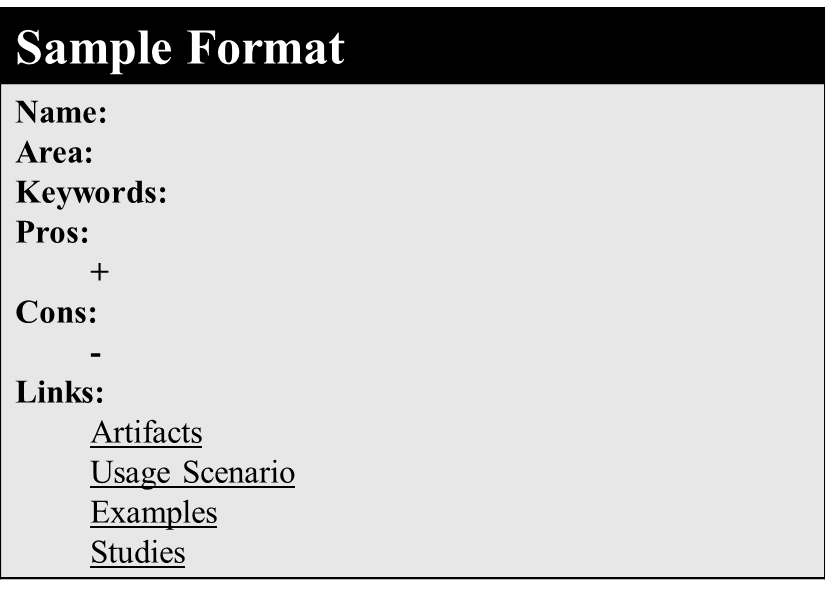 Sample Format
Name:
Area:
Keywords:
Pros:
+
Cons:
-
Links:
Artifacts
Usage Scenario
Examples
Studies